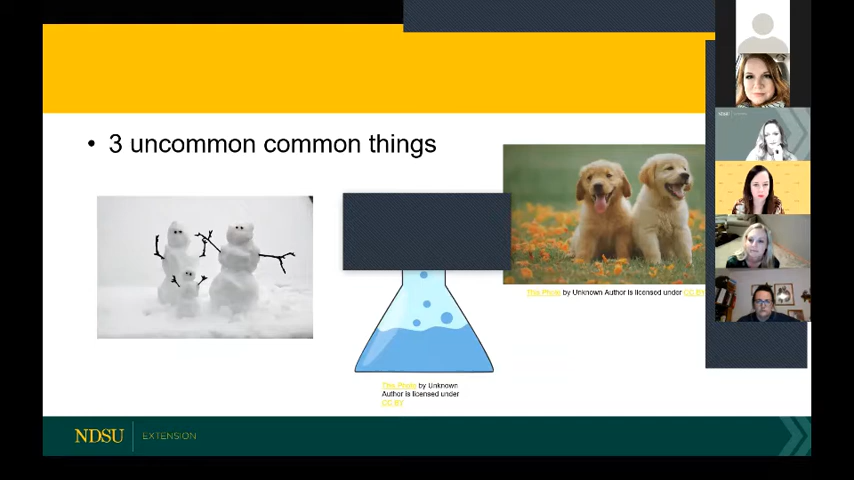 • 3 uncommon common things
This Photo by Unknown Author is licensed under CC BY
This Photo by Unknown
Author is licensed under
CC BY
NDSU EXTENSION